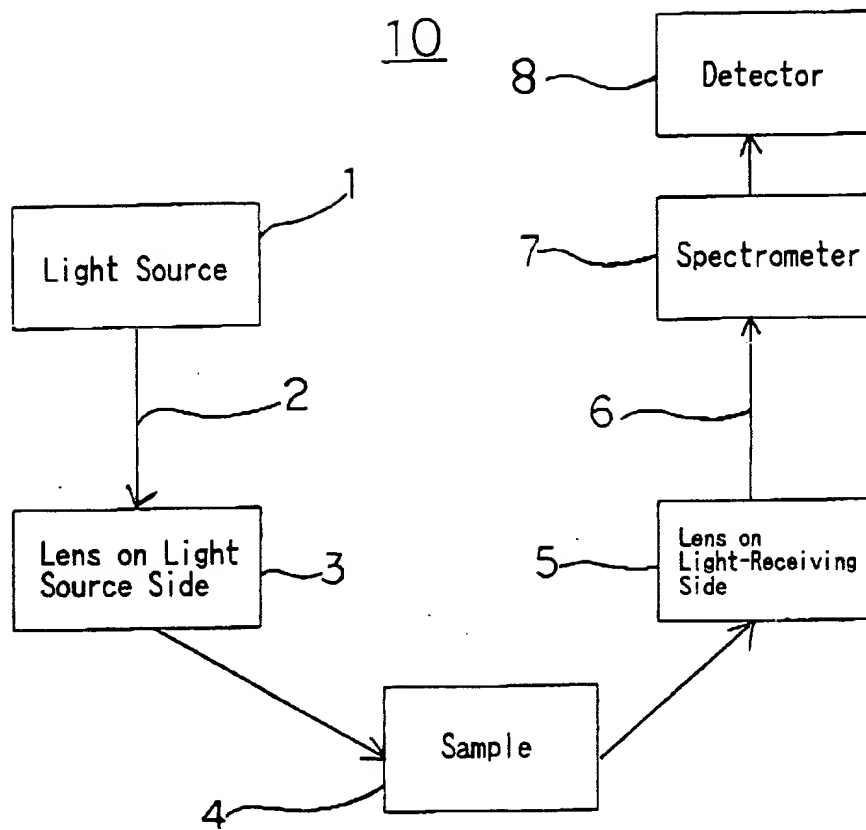 10
8
Detector
1
Light Source
7
Spectrometer
2
6
Lens on Light
Source Side
3
5
Lens on
Light-Receiving
Side
Sample
4